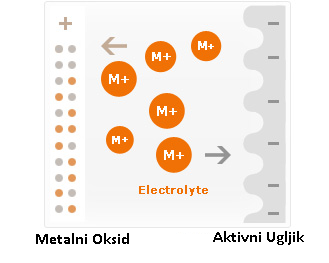 +
M+
M+
M+
M+
M+
M+
Electrolyte
Metalni Oksid
Aktivni Ugljik